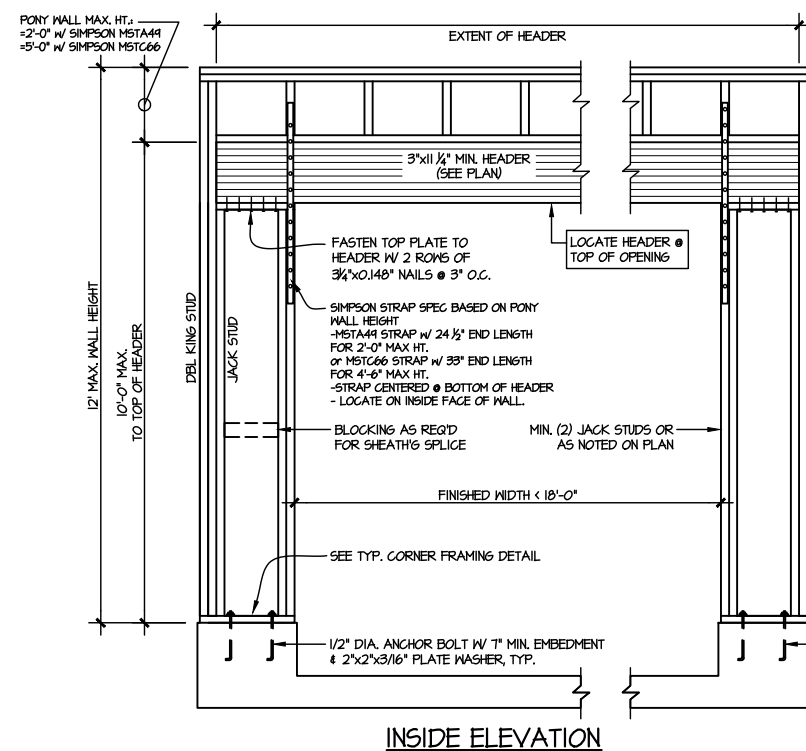 PONY WALL MAX. HT.:
=2'-0" W/ SIMPSON MSTA49
=5'-0" W/ SIMPSON MSTC66
EXTENT OF HEADER
3"x11 1/4" MIN. HEADER
(SEE PLAN)
FASTEN TOP PLATE TO
HEADER W/ 2 ROWS OF
3 1/4"x0.148" NAILS @ 3" O.C.
LOCATE HEADER @
TOP OF OPENING
SIMPSON STRAP SPEC BASED ON PONY
WALL HEIGHT
-MSTA49 STRAP W/ 24 1/2" END LENGTH
FOR 2'-0" MAX HT.
or MSTC66 STRAP W/ 33" END LENGTH
FOR 4'-6" MAX HT.
-STRAP CENTERED @ BOTTOM OF HEADER
- LOCATE ON INSIDE FACE OF WALL.
12' MAX. WALL HEIGHT
10'-0" MAX.
TO TOP OF HEADER
DBL KING STUD
JACK STUD
BLOCKING AS REQ'D
FOR SHEATH'G SPLICE
MIN. (2) JACK STUDS OR
AS NOTED ON PLAN
FINISHED WIDTH < 18'-0"
SEE TYP. CORNER FRAMING DETAIL
1/2" DIA. ANCHOR BOLT W/ 7" MIN. EMBEDMENT
& 2"x2"x3/16" PLATE WASHER, TYP.
INSIDE ELEVATION